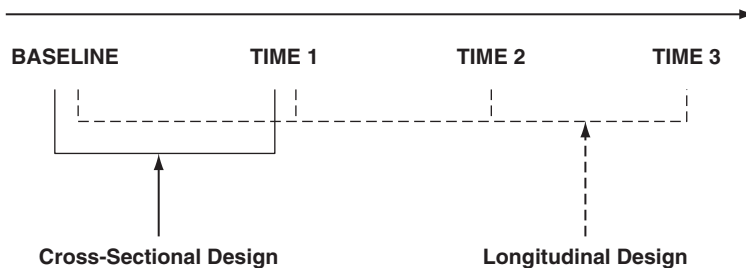 BASELINE TIME 1 TIME 2 TIME 3
Cross-Sectional Design Longitudinal Design